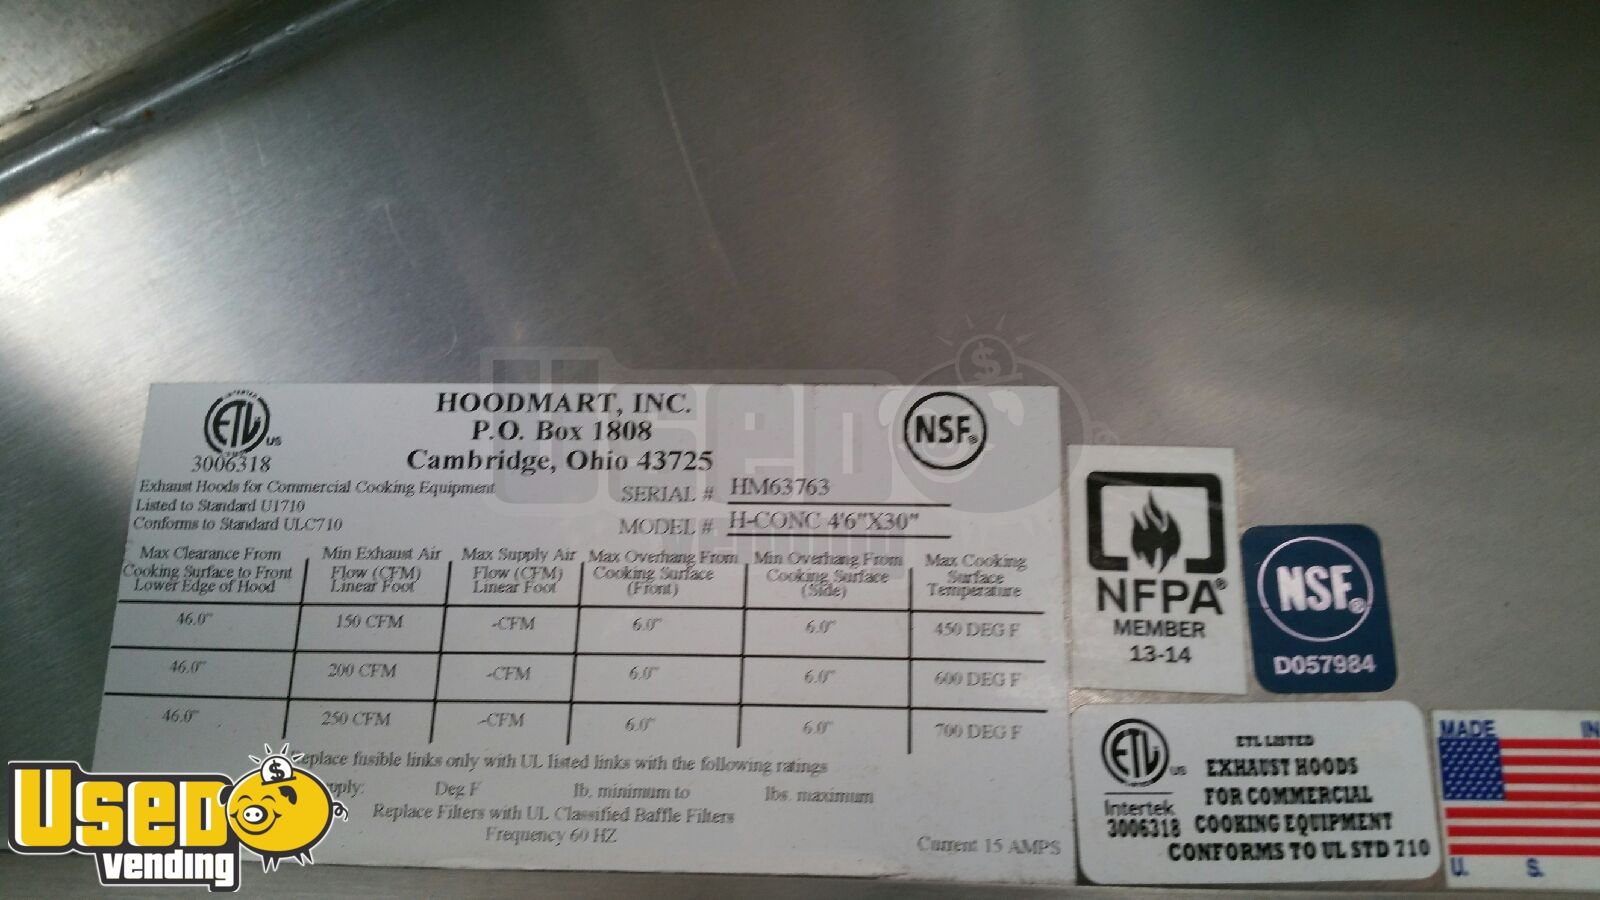 INTERTEK
ETL
US
3006318
HOODMART, INC.
P.O. Box 1808
Cambridge, Ohio 43725
NSF®
Exhaust Hoods for Commercial Cooking Equipment
Listed to Standard U1710
Conforms to Standard ULC710
SERIAL # HM63763
MODEL # H-CONC 4'6"X30"
Max Clearance From Cooking Surface to Front Lower Edge of Hood
Min Exhaust Air Flow (CFM) Linear Foot
Max Supply Air Flow (CFM) Linear Foot
Max Overhang From Cooking Surface (Front)
Min Overhang From Cooking Surface (Side)
Max Cooking Surface Temperature
46.0" 150 CFM -CFM 6.0" 6.0" 450 DEG F
46.0" 200 CFM -CFM 6.0" 6.0" 600 DEG F
46.0" 250 CFM -CFM 6.0" 6.0" 700 DEG F
eplace fusible links only with UL listed links with the following ratings
pply: Deg F lb. minimum to lbs. maximum
Replace Filters with UL Classified Baffle Filters
Frequency 60 HZ
Current 15 AMPS
NFPA®
MEMBER
13-14
NSF®
D057984
ETL
US
Intertek
3006318
ETL LISTED
EXHAUST HOODS
FOR COMMERCIAL
COOKING EQUIPMENT
CONFORMS TO UL STD 710
MADE IN
U. S.
USED
vending
$
USED
$